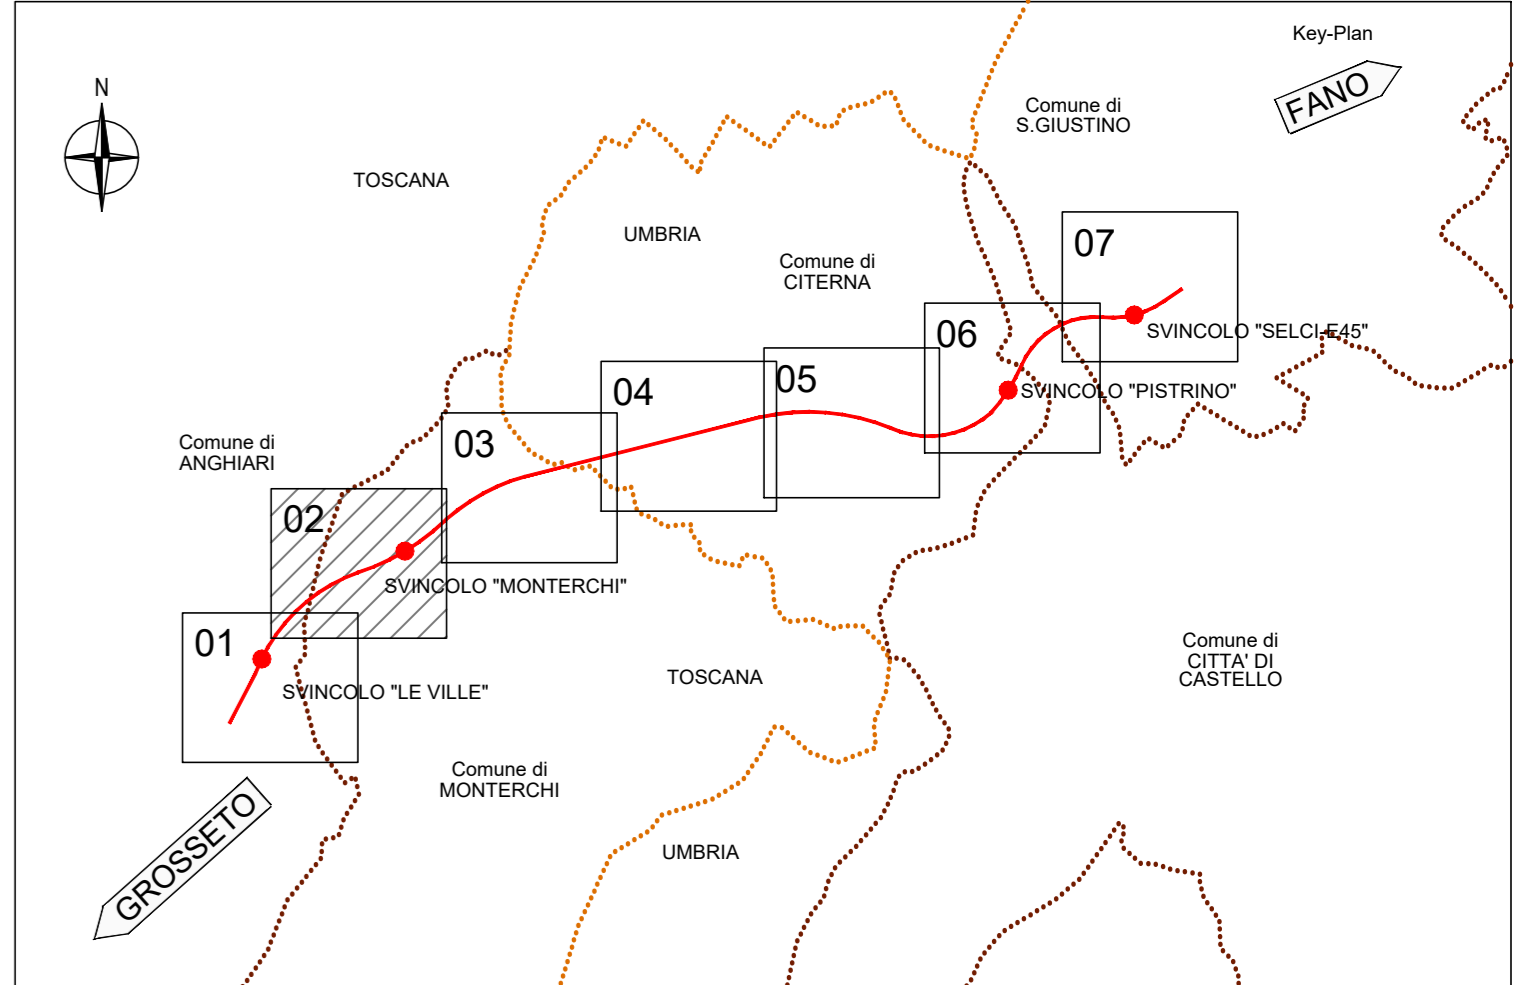 Key-Plan
N
FANO
Comune di
S.GIUSTINO
TOSCANA
UMBRIA
07
Comune di
CITERNA
06
SVINCOLO "SELCI-E45"
05
04
SVINCOLO "PISTRINO"
03
Comune di
ANGHIARI
02
SVINCOLO "MONTERCHI"
01
Comune di
CITTA' DI
CASTELLO
TOSCANA
SVINCOLO "LE VILLE"
Comune di
MONTERCHI
GROSSETO
UMBRIA